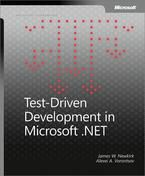 Microsoft
Test-Driven
Development in
Microsoft .NET
James W. Newkirk
Alexei A. Vorontsov